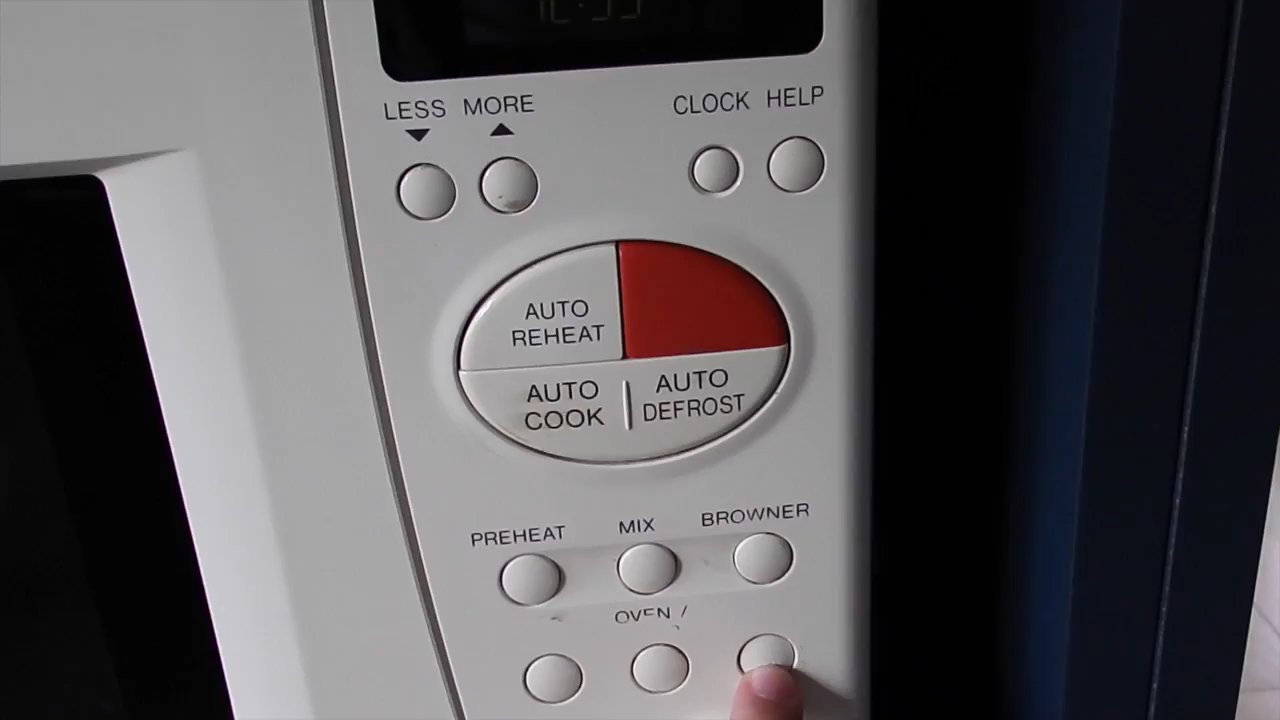 LESS MORE CLOCK HELP
AUTO
REHEAT
AUTO
COOK
AUTO
DEFROST
PREHEAT MIX BROWNER
OVEN /